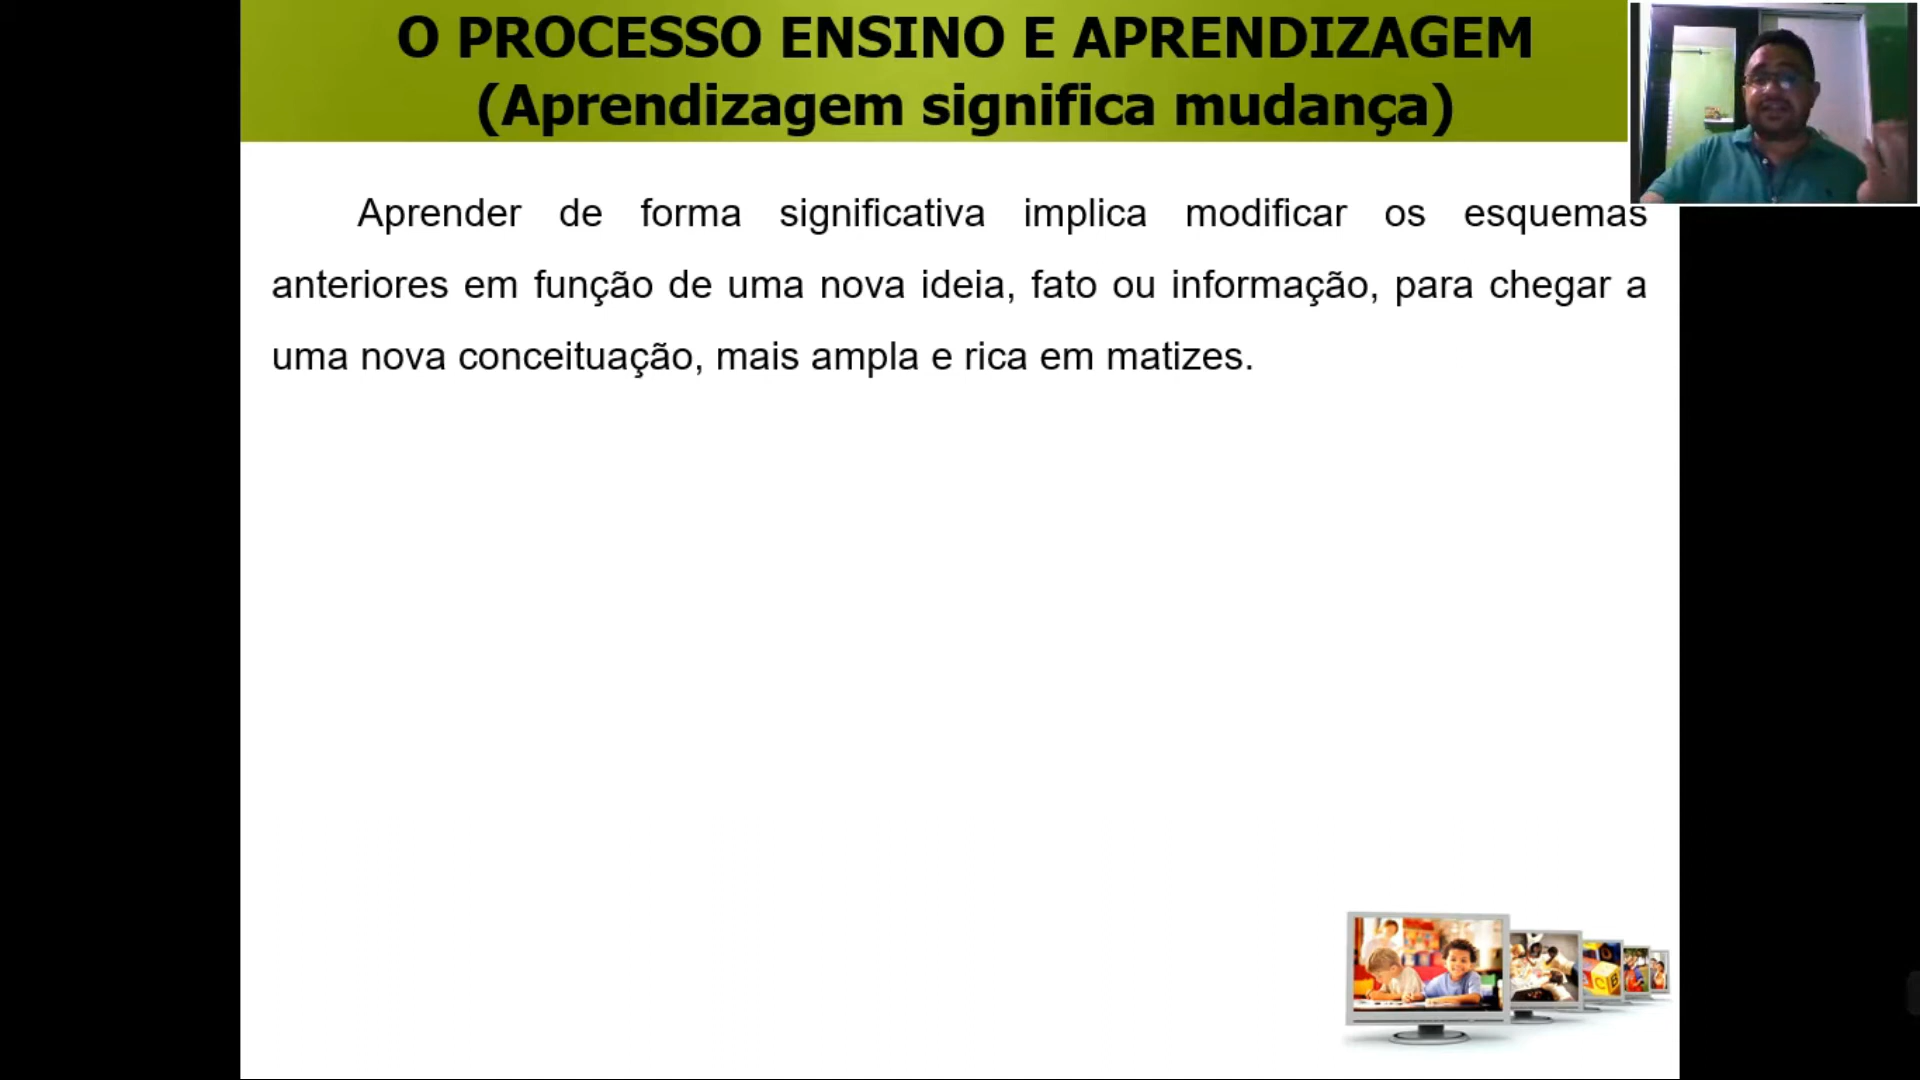 O PROCESSO ENSINO E APRENDIZAGEM
(Aprendizagem significa mudança)
Aprender de forma significativa implica modificar os esquemas
anteriores em função de uma nova ideia, fato ou informação, para chegar a
uma nova conceituação, mais ampla e rica em matizes.